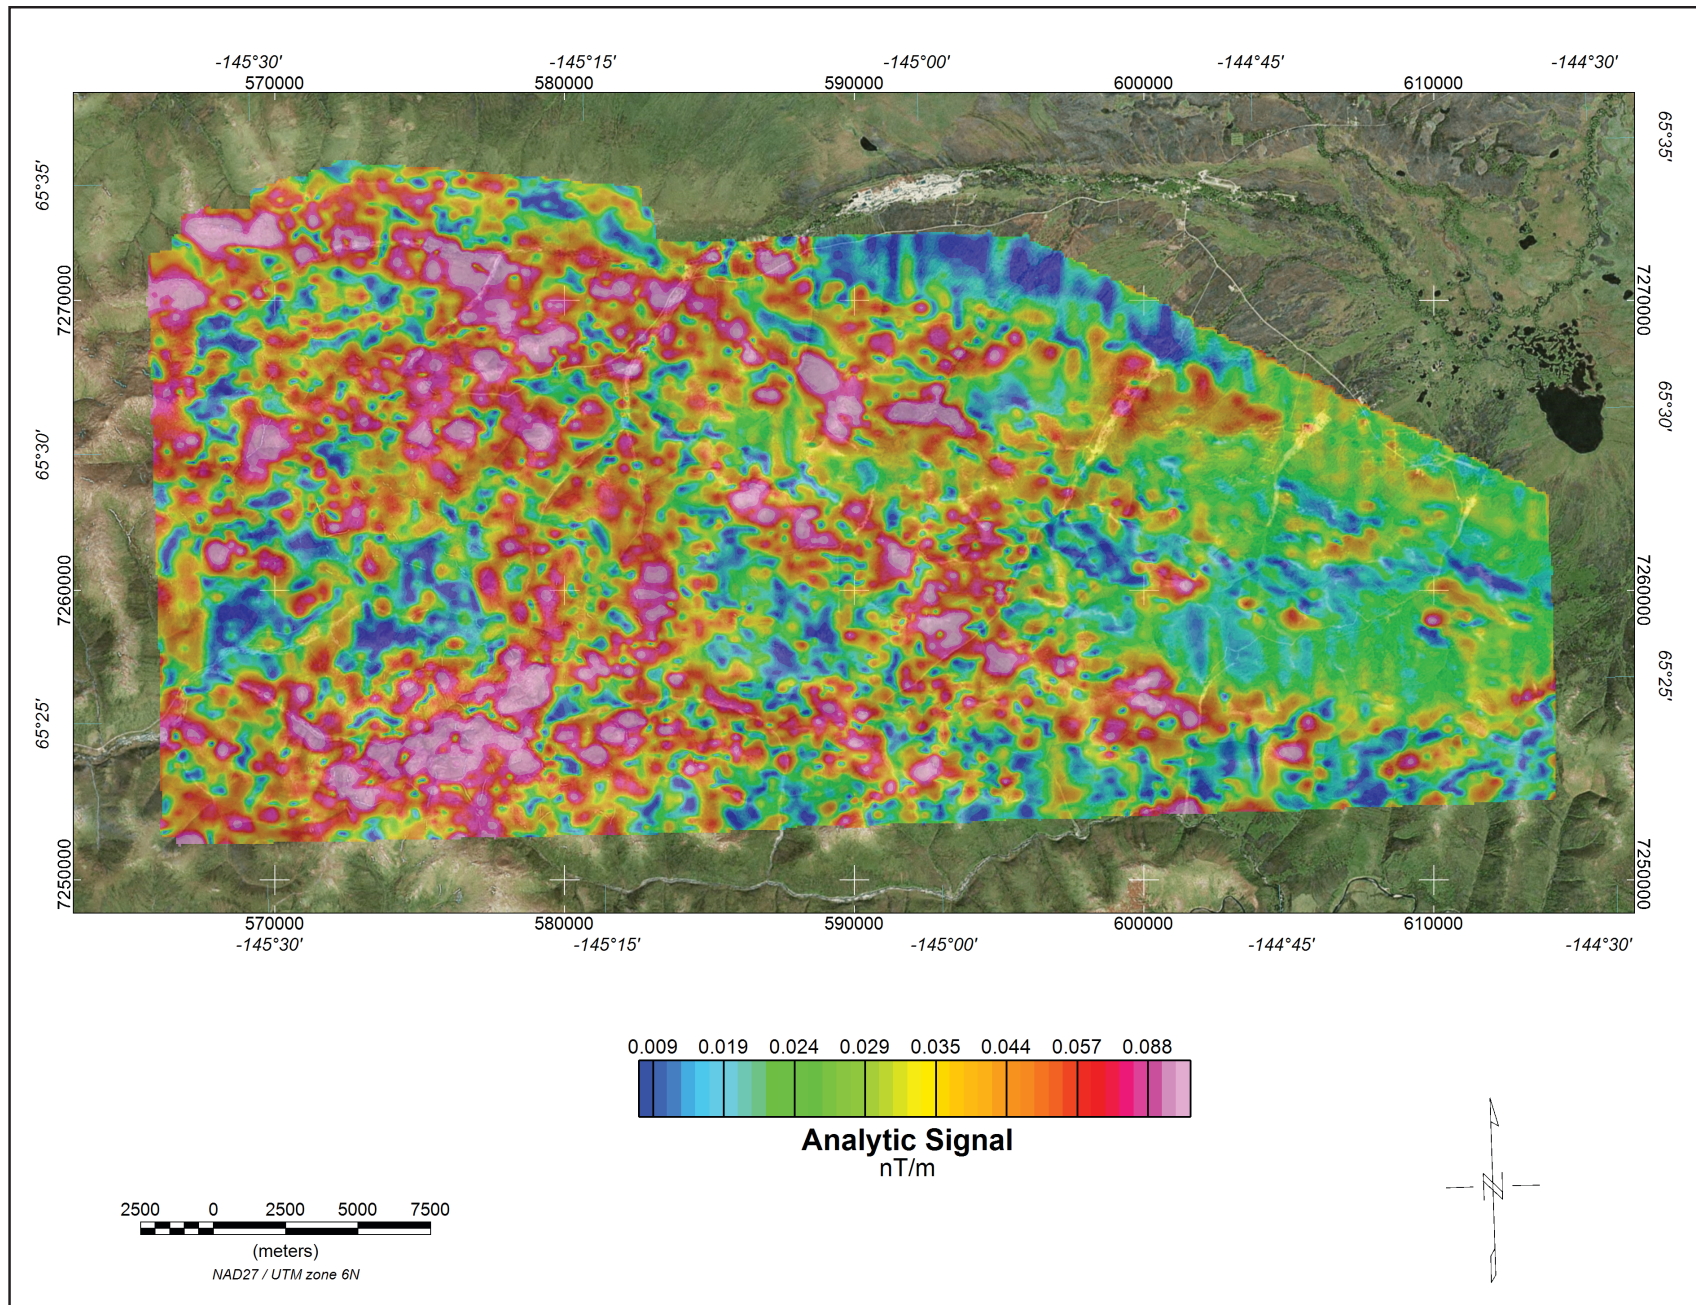 -145°30' -145°15' -145°00' -144°45' -144°30'
570000 580000 590000 600000 610000
65°35' 65°35'
7270000 7270000
65°30' 65°30'
7260000 7260000
65°25' 65°25'
7250000 7250000
570000 580000 590000 600000 610000
-145°30' -145°15' -145°00' -144°45' -144°30'
0.009 0.019 0.024 0.029 0.035 0.044 0.057 0.088
Analytic Signal
nT/m
2500 0 2500 5000 7500
(meters)
NAD27 / UTM zone 6N
N